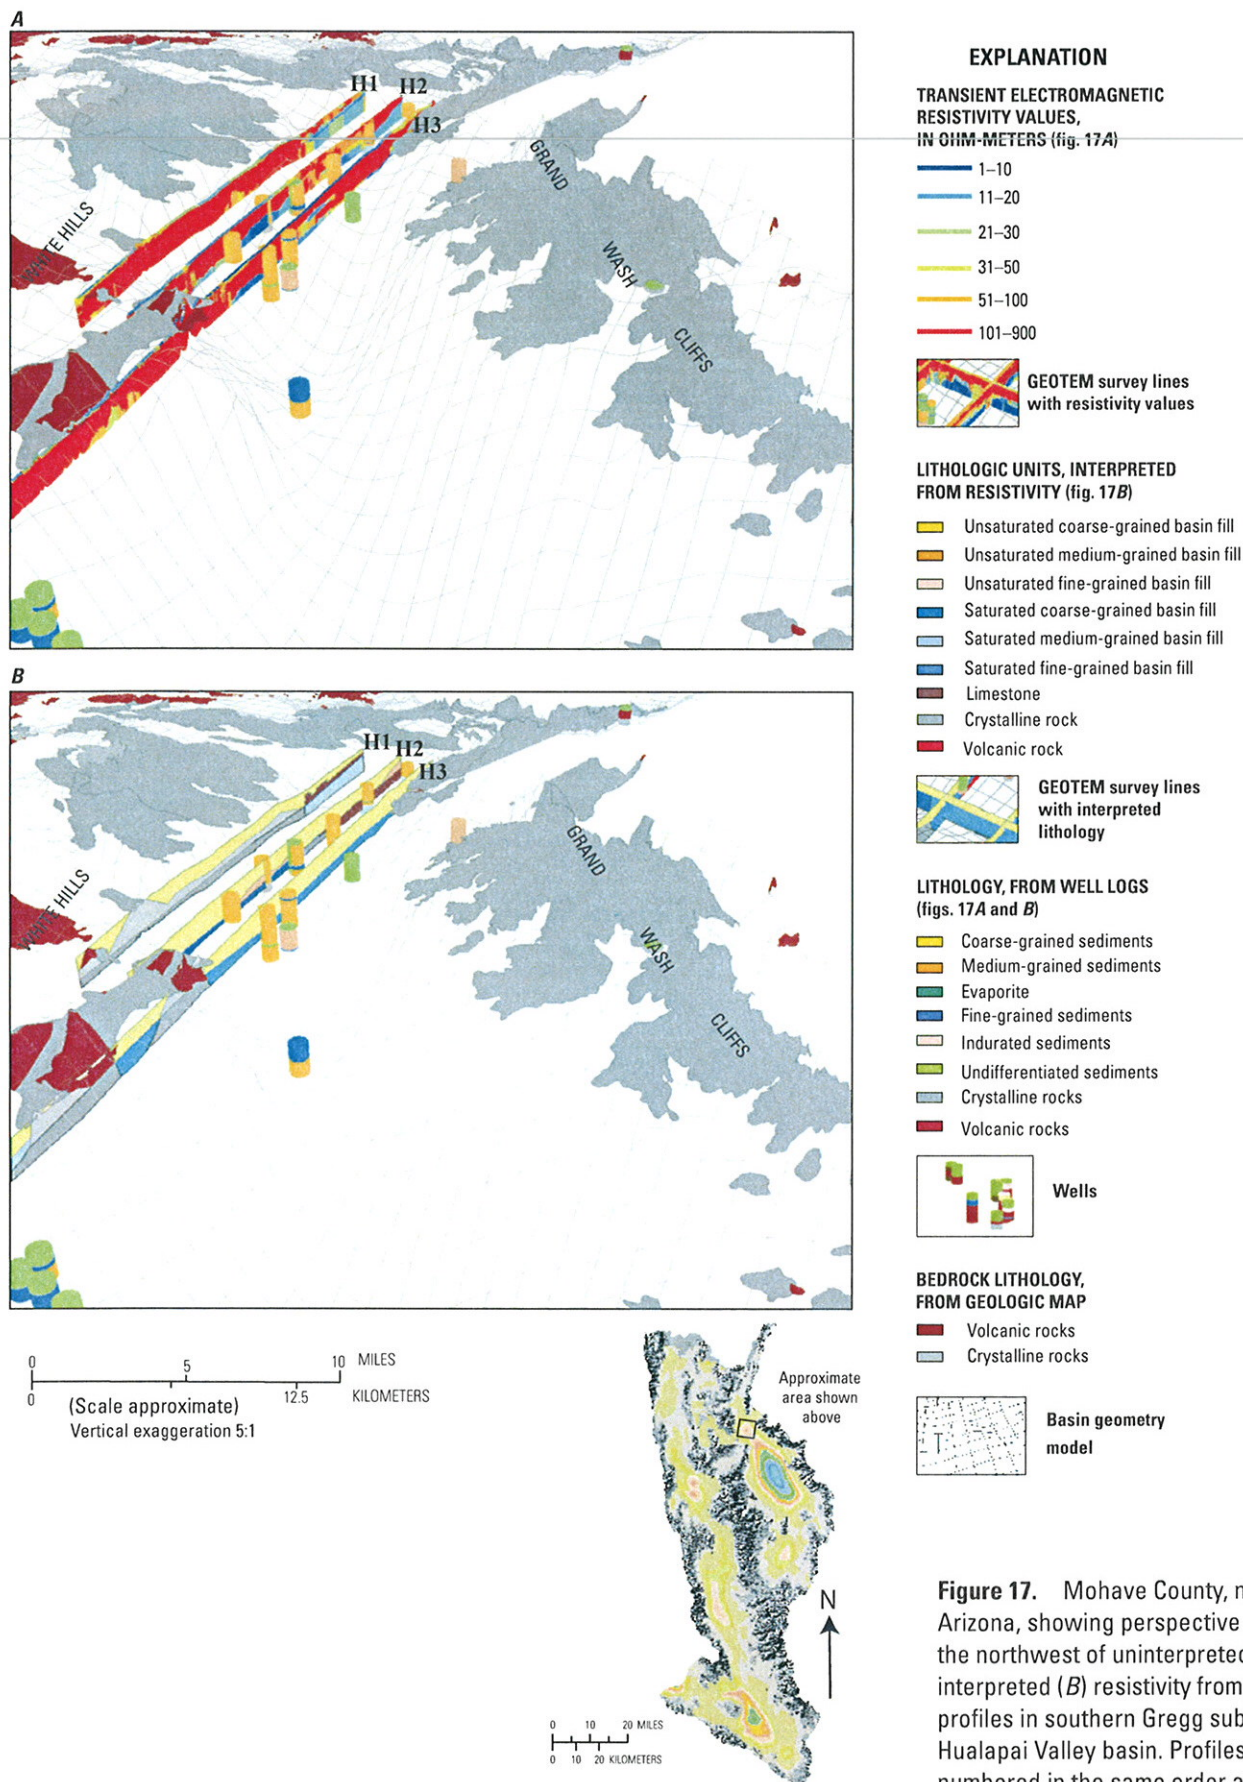 A
H1
H2
H3
WHITE HILLS
GRAND
WASH
CLIFFS
B
H1
H2
H3
WHITE HILLS
GRAND
WASH
CLIFFS
0 5 10 MILES
0 12.5 KILOMETERS
(Scale approximate)
Vertical exaggeration 5:1
Approximate
area shown
above
N
0 10 20 MILES
0 10 20 KILOMETERS
EXPLANATION
TRANSIENT ELECTROMAGNETIC
RESISTIVITY VALUES,
IN OHM-METERS (fig. 17A)
1–10
11–20
21–30
31–50
51–100
101–900
GEOTEM survey lines
with resistivity values
LITHOLOGIC UNITS, INTERPRETED
FROM RESISTIVITY (fig. 17B)
Unsaturated coarse-grained basin fill
Unsaturated medium-grained basin fill
Unsaturated fine-grained basin fill
Saturated coarse-grained basin fill
Saturated medium-grained basin fill
Saturated fine-grained basin fill
Limestone
Crystalline rock
Volcanic rock
GEOTEM survey lines
with interpreted
lithology
LITHOLOGY, FROM WELL LOGS
(figs. 17A and B)
Coarse-grained sediments
Medium-grained sediments
Evaporite
Fine-grained sediments
Indurated sediments
Undifferentiated sediments
Crystalline rocks
Volcanic rocks
Wells
BEDROCK LITHOLOGY,
FROM GEOLOGIC MAP
Volcanic rocks
Crystalline rocks
Basin geometry
model
Figure 17. Mohave County,
Arizona, showing perspective
the northwest of uninterpreted
interpreted (B) resistivity from
profiles in southern Gregg sub
Hualapai Valley basin. Profiles
numbered in the same order